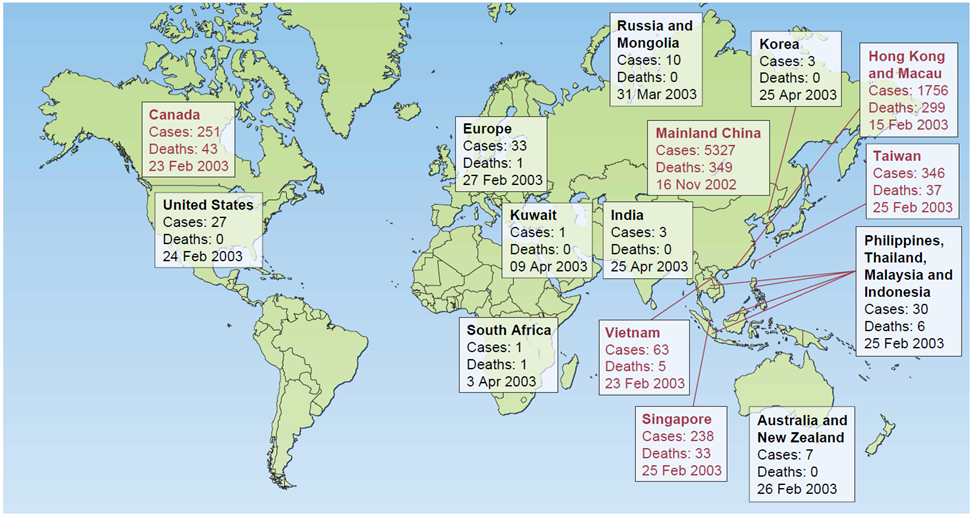 Russia and
Mongolia
Cases: 10
Deaths: 0
31 Mar 2003
Korea
Cases: 3
Deaths: 0
25 Apr 2003
Hong Kong
and Macau
Cases: 1756
Deaths: 299
15 Feb 2003
Canada
Cases: 251
Deaths: 43
23 Feb 2003
Europe
Cases: 33
Deaths: 1
27 Feb 2003
Mainland China
Cases: 5327
Deaths: 349
16 Nov 2002
Taiwan
Cases: 346
Deaths: 37
25 Feb 2003
United States
Cases: 27
Deaths: 0
24 Feb 2003
Kuwait
Cases: 1
Deaths: 0
09 Apr 2003
India
Cases: 3
Deaths: 0
25 Apr 2003
Philippines,
Thailand,
Malaysia and
Indonesia
Cases: 30
Deaths: 6
25 Feb 2003
South Africa
Cases: 1
Deaths: 1
3 Apr 2003
Vietnam
Cases: 63
Deaths: 5
23 Feb 2003
Singapore
Cases: 238
Deaths: 33
25 Feb 2003
Australia and
New Zealand
Cases: 7
Deaths: 0
26 Feb 2003